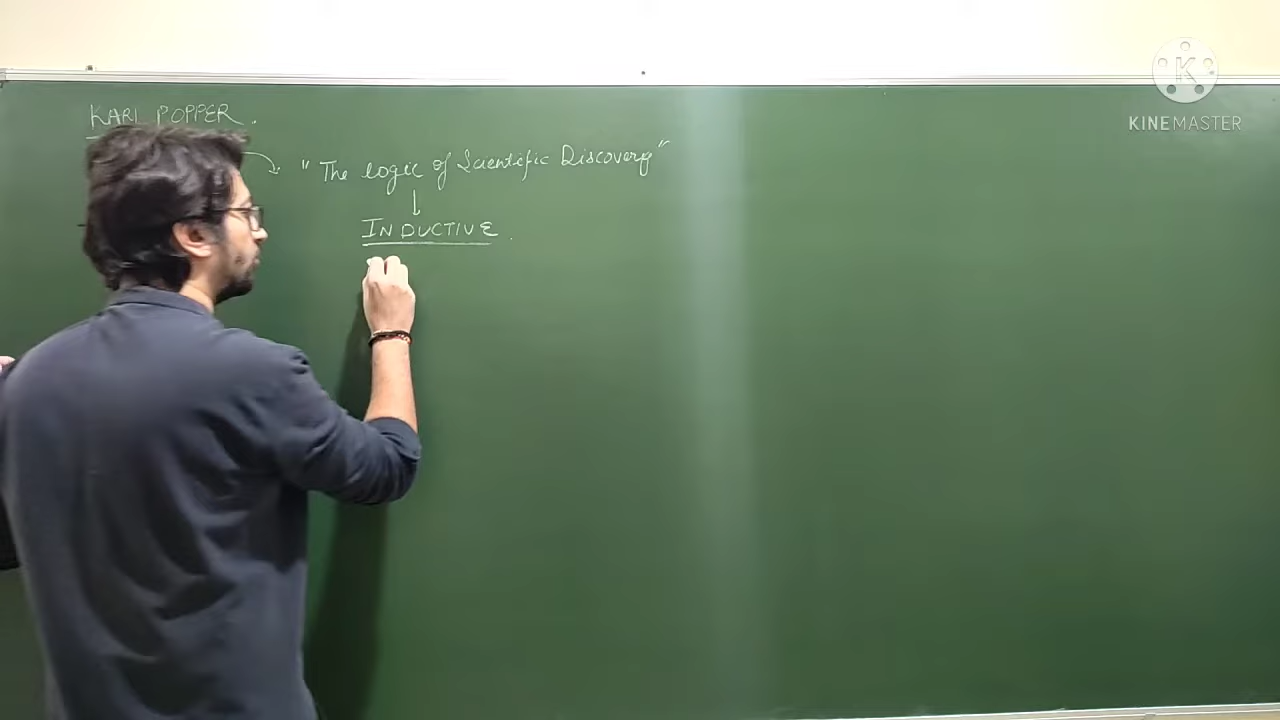 KARL POPPER.
"The logic of Scientific Discovery"
INDUCTIVE.
K
KINEMASTER